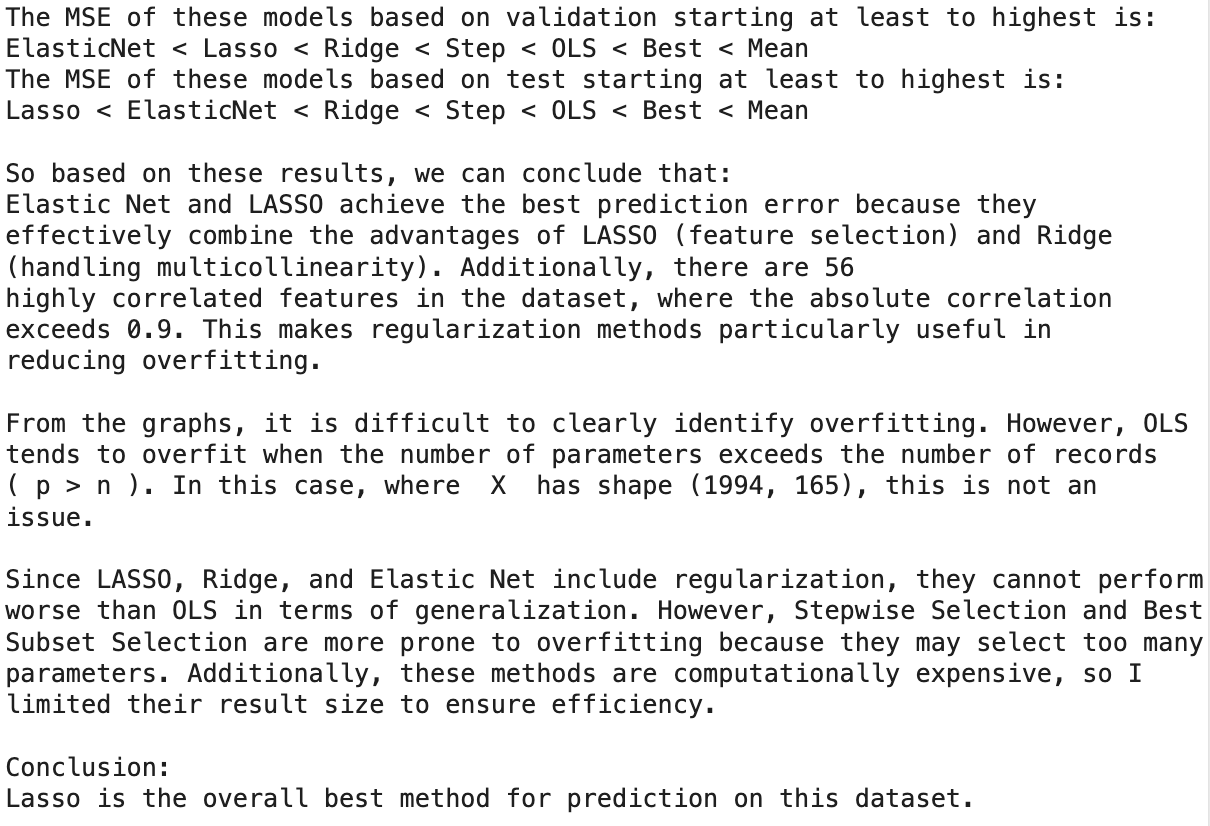 The MSE of these models based on validation starting at least to highest is:
ElasticNet < Lasso < Ridge < Step < OLS < Best < Mean
The MSE of these models based on test starting at least to highest is:
Lasso < ElasticNet < Ridge < Step < OLS < Best < Mean
So based on these results, we can conclude that:
Elastic Net and LASSO achieve the best prediction error because they
effectively combine the advantages of LASSO (feature selection) and Ridge
(handling multicollinearity). Additionally, there are 56
highly correlated features in the dataset, where the absolute correlation
exceeds 0.9. This makes regularization methods particularly useful in
reducing overfitting.
From the graphs, it is difficult to clearly identify overfitting. However, OLS
tends to overfit when the number of parameters exceeds the number of records
( p > n ). In this case, where  X  has shape (1994, 165), this is not an
issue.
Since LASSO, Ridge, and Elastic Net include regularization, they cannot perform
worse than OLS in terms of generalization. However, Stepwise Selection and Best
Subset Selection are more prone to overfitting because they may select too many
parameters. Additionally, these methods are computationally expensive, so I
limited their result size to ensure efficiency.
Conclusion:
Lasso is the overall best method for prediction on this dataset.